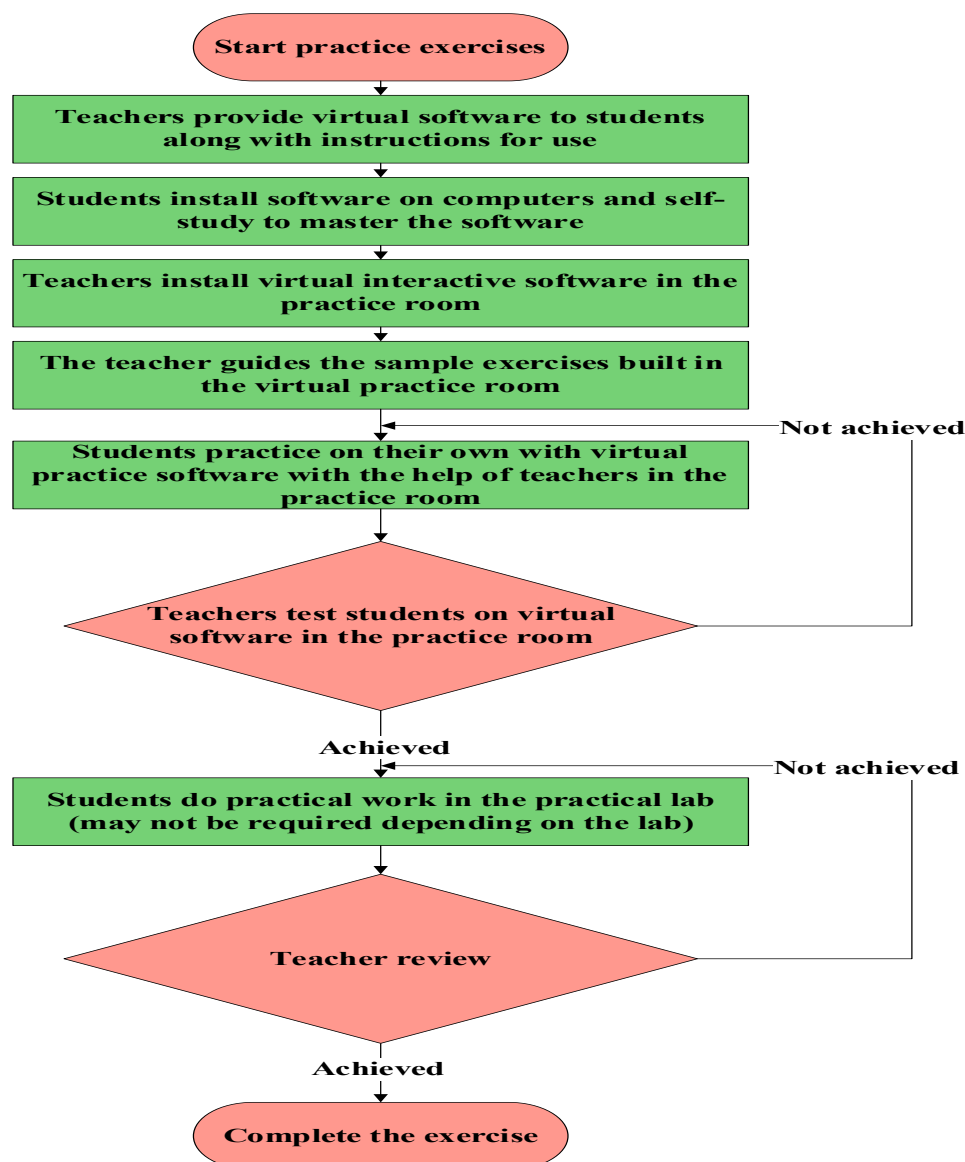 Start practice exercises
Teachers provide virtual software to students
along with instructions for use
Students install software on computers and self-
study to master the software
Teachers install virtual interactive software in the
practice room
The teacher guides the sample exercises built in
the virtual practice room
Not achieved
Students practice on their own with virtual
practice software with the help of teachers in the
practice room
Teachers test students on virtual
software in the practice room
Achieved
Not achieved
Students do practical work in the practical lab
(may not be required depending on the lab)
Teacher review
Achieved
Complete the exercise